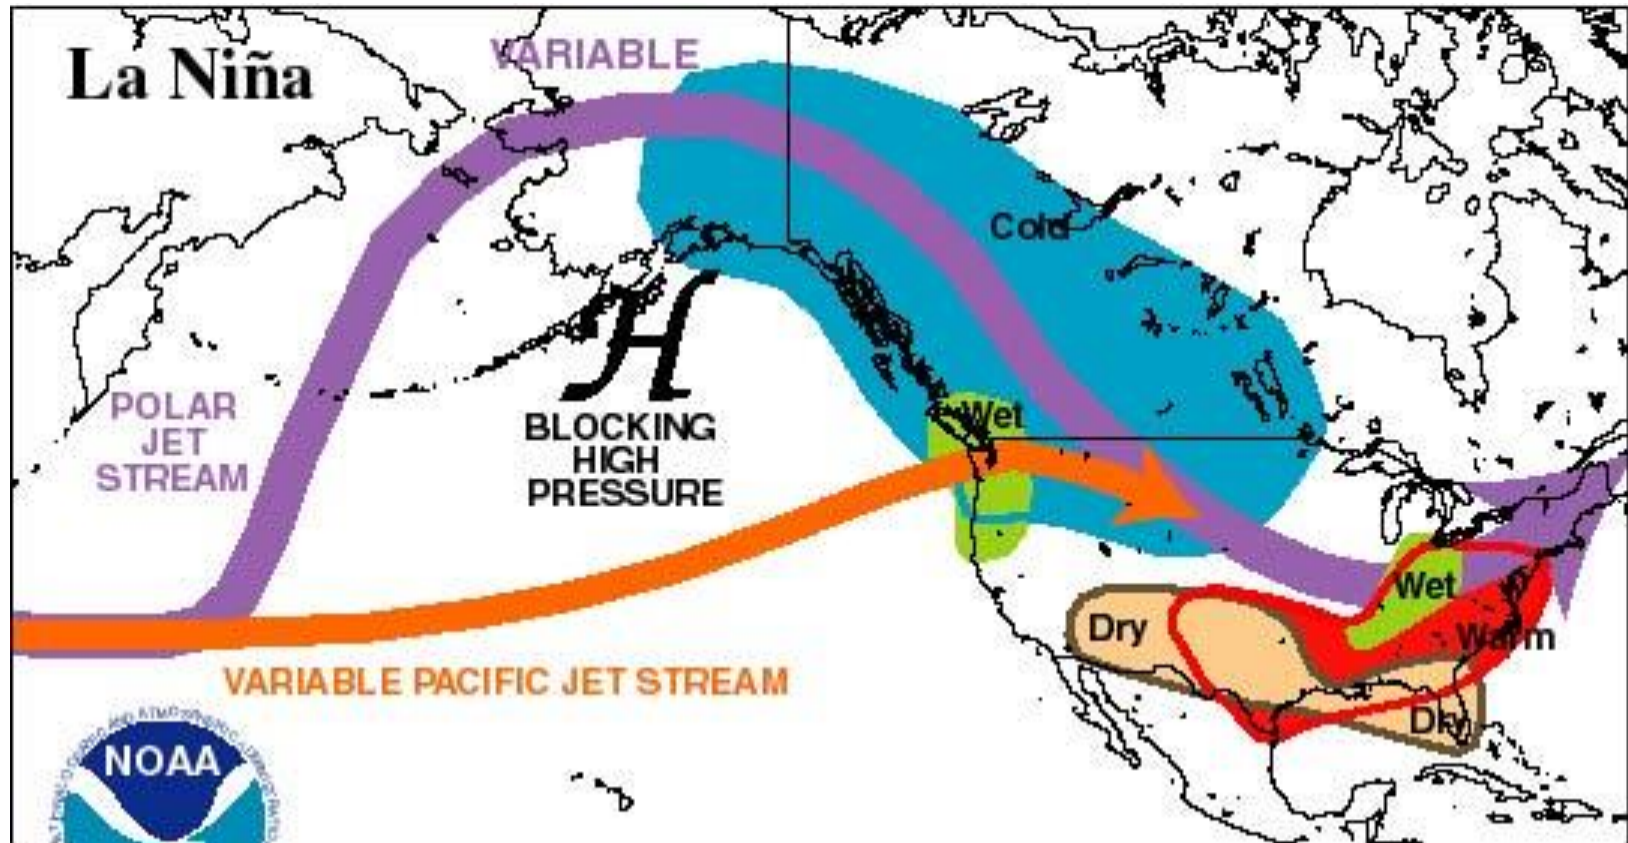 La Niña
VARIABLE
Cold
H
POLAR
JET
STREAM
BLOCKING
HIGH
PRESSURE
Wet
Wet
Dry
Warm
Dry
VARIABLE PACIFIC JET STREAM
NOAA